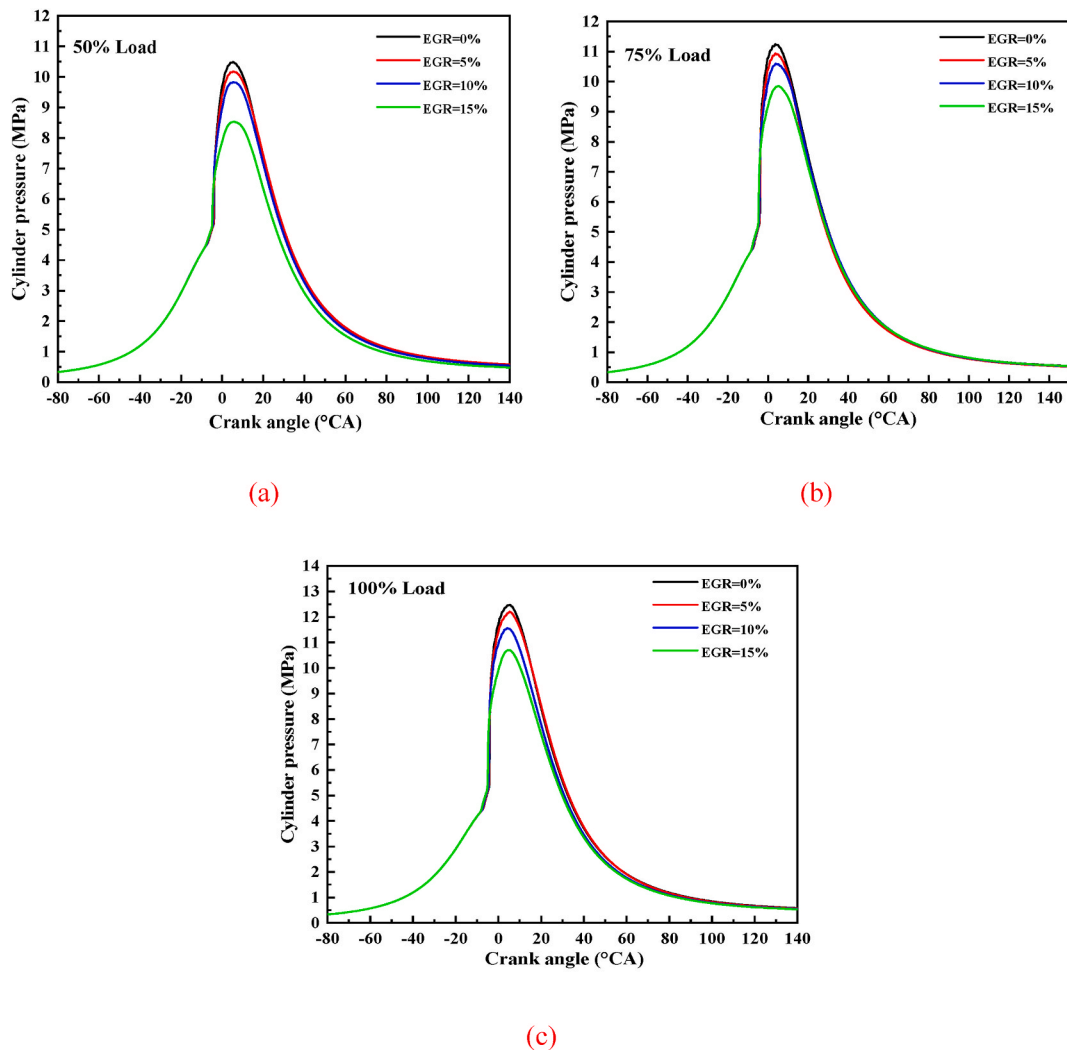 50% Load
EGR=0%
EGR=5%
EGR=10%
EGR=15%
Cylinder pressure (MPa)
12
11
10
9
8
7
6
5
4
3
2
1
0
-80 -60 -40 -20 0 20 40 60 80 100 120 140
Crank angle (°CA)
(a)
75% Load
EGR=0%
EGR=5%
EGR=10%
EGR=15%
Cylinder pressure (MPa)
12
11
10
9
8
7
6
5
4
3
2
1
0
-80 -60 -40 -20 0 20 40 60 80 100 120 140
Crank angle (°CA)
(b)
100% Load
EGR=0%
EGR=5%
EGR=10%
EGR=15%
Cylinder pressure (MPa)
14
13
12
11
10
9
8
7
6
5
4
3
2
1
0
-80 -60 -40 -20 0 20 40 60 80 100 120 140
Crank angle (°CA)
(c)